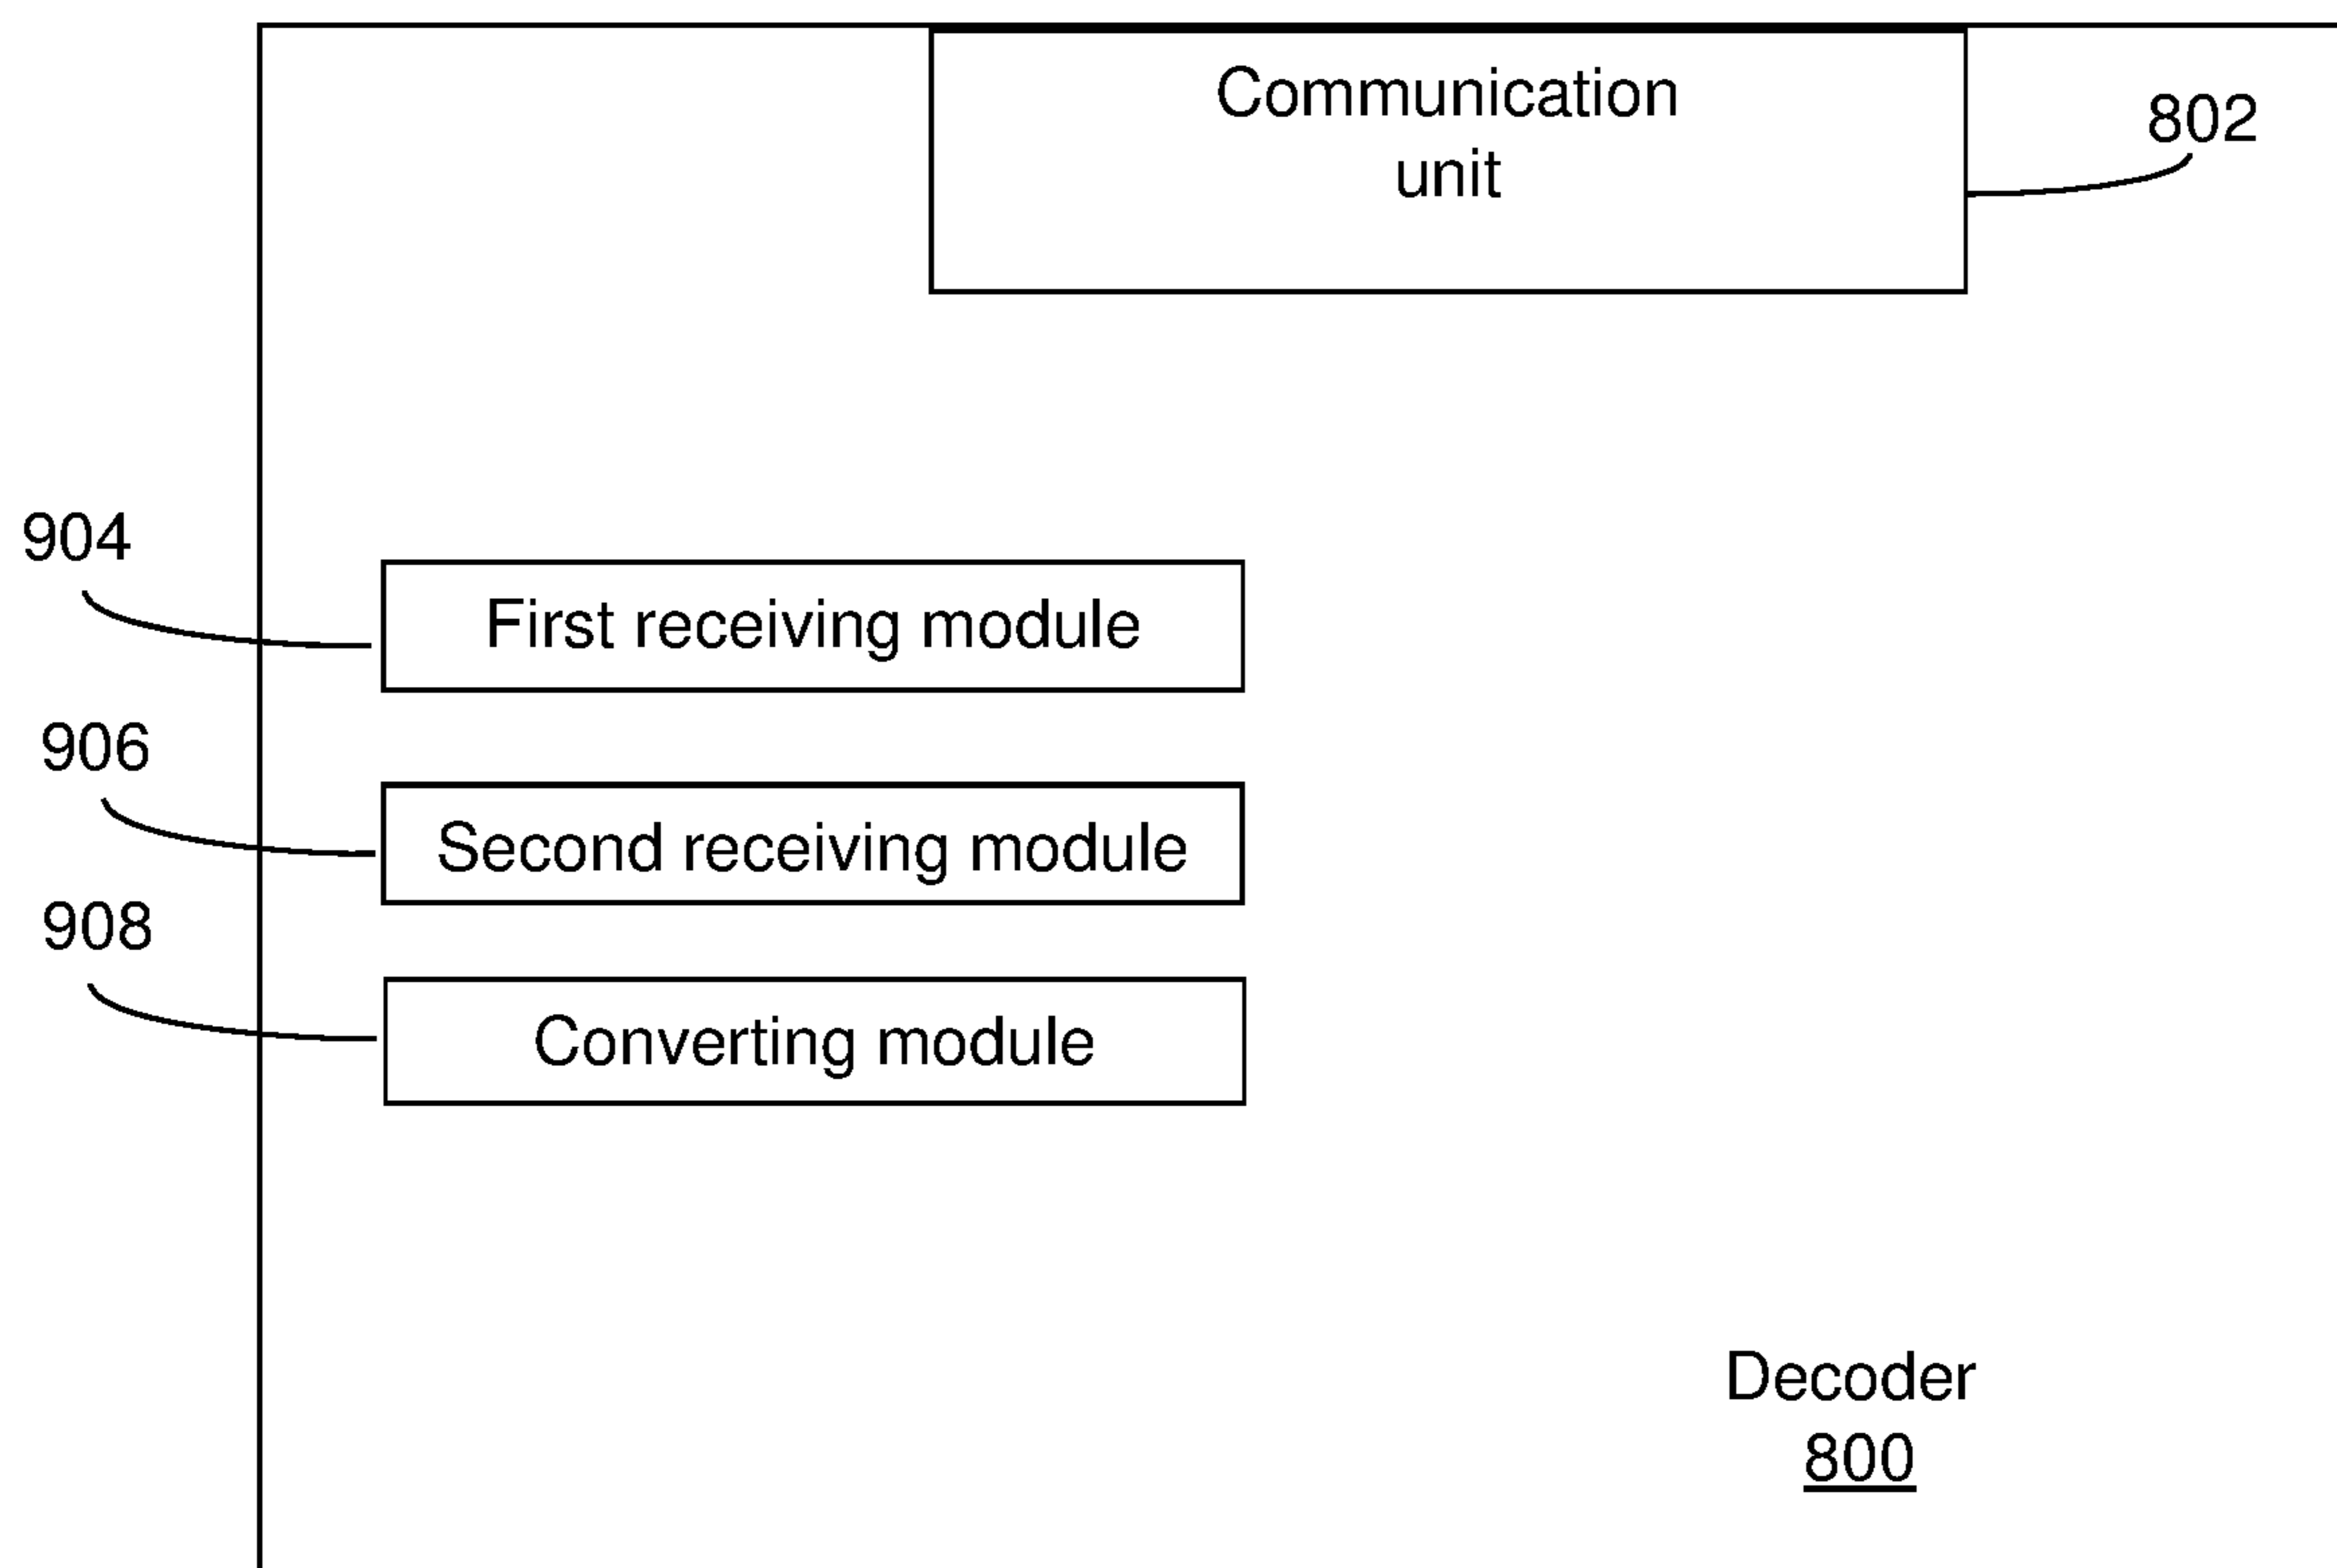 Communication
unit
802
904
First receiving module
906
Second receiving module
908
Converting module
Decoder
800